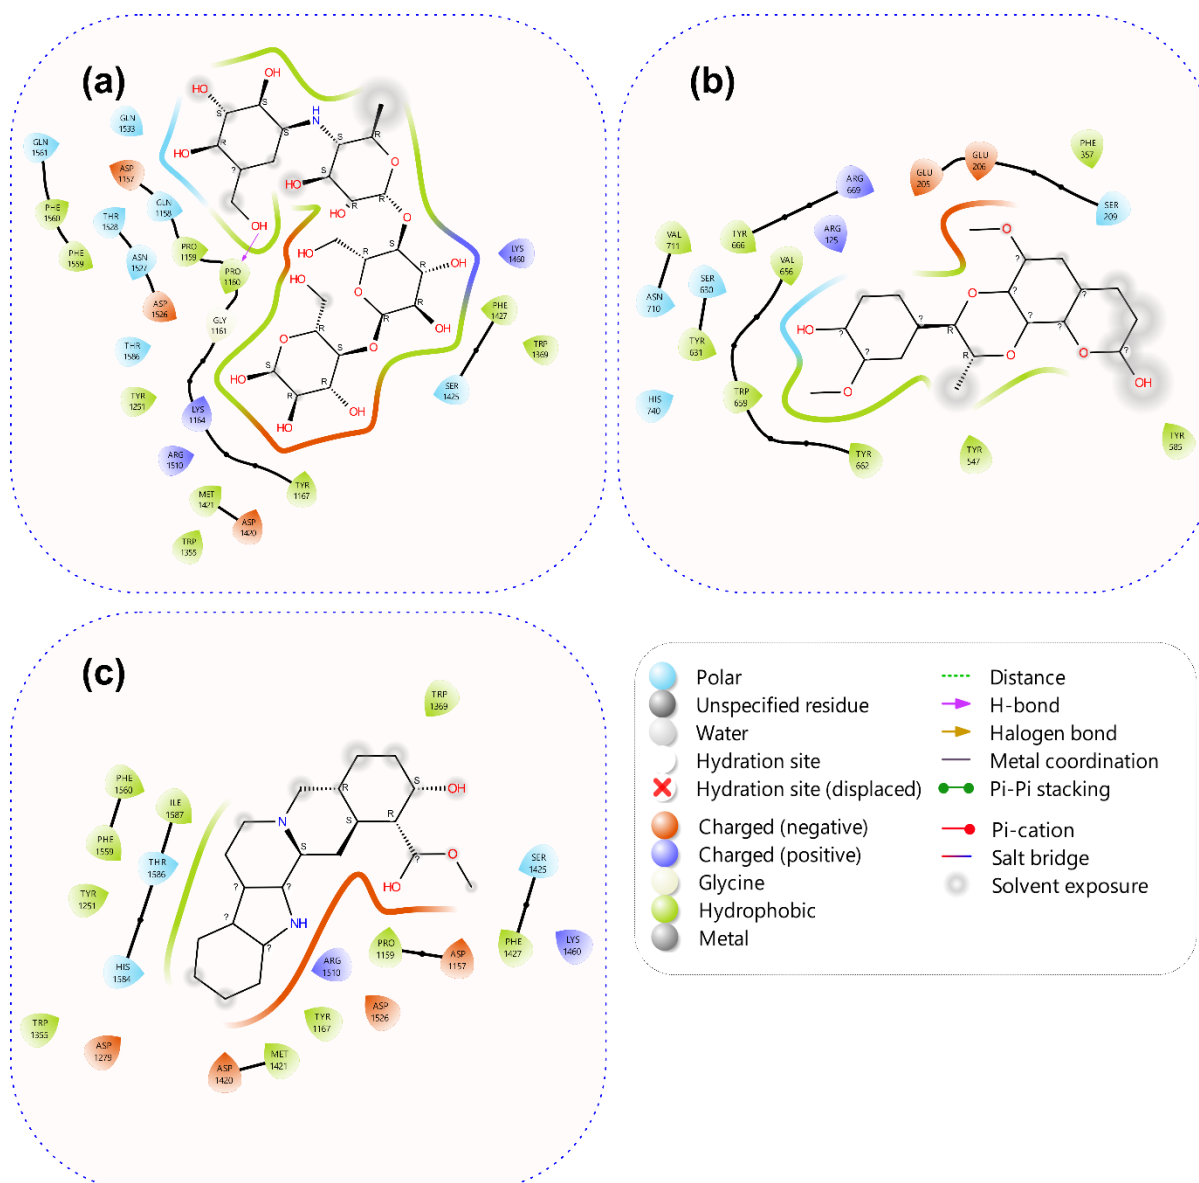 (a)
GLN
1533
GLN
1561
ASP
1157
PHE
1560
GLN
1158
THR
1528
PHE
1559
ASN
1527
PRO
1159
PRO
1160
ASP
1526
GLY
1161
THR
1586
TYR
1251
LYS
1164
ARG
1510
MET
1421
ASP
1420
TYR
1167
TRP
1355
LYS
1460
PHE
1427
TRP
1369
SER
1425
HO
OH
OH
HO
HO
OH
H
N
HO
HO
O
O
HO
HO
O
OH
OH
OH
O
O
HO
HO
OH
S
S
S
R
?
S
R
S
R
R
S
R
R
R
R
S
R
S
R
R
(b)
PHE
357
GLU
205
GLU
206
SER
209
ARG
669
ARG
125
VAL
711
TYR
666
VAL
656
SER
630
ASN
710
TYR
631
HIS
740
TRP
659
TYR
662
TYR
547
TYR
585
O
O
HO
O
O
O
OH
R
R
?
?
?
?
?
?
?
?
(c)
TRP
1369
PHE
1560
ILE
1587
PHE
1559
THR
1586
TYR
1251
HIS
1584
TRP
1355
ASP
1279
ASP
1420
MET
1421
TYR
1167
ASP
1526
ARG
1510
PRO
1159
ASP
1157
SER
1425
PHE
1427
LYS
1460
OH
N
O
HO
NH
R
S
S
R
S
?
?
?
?
?
Polar
Unspecified residue
Water
Hydration site
Hydration site (displaced)
Charged (negative)
Charged (positive)
Glycine
Hydrophobic
Metal
Distance
H-bond
Halogen bond
Metal coordination
Pi-Pi stacking
Pi-cation
Salt bridge
Solvent exposure